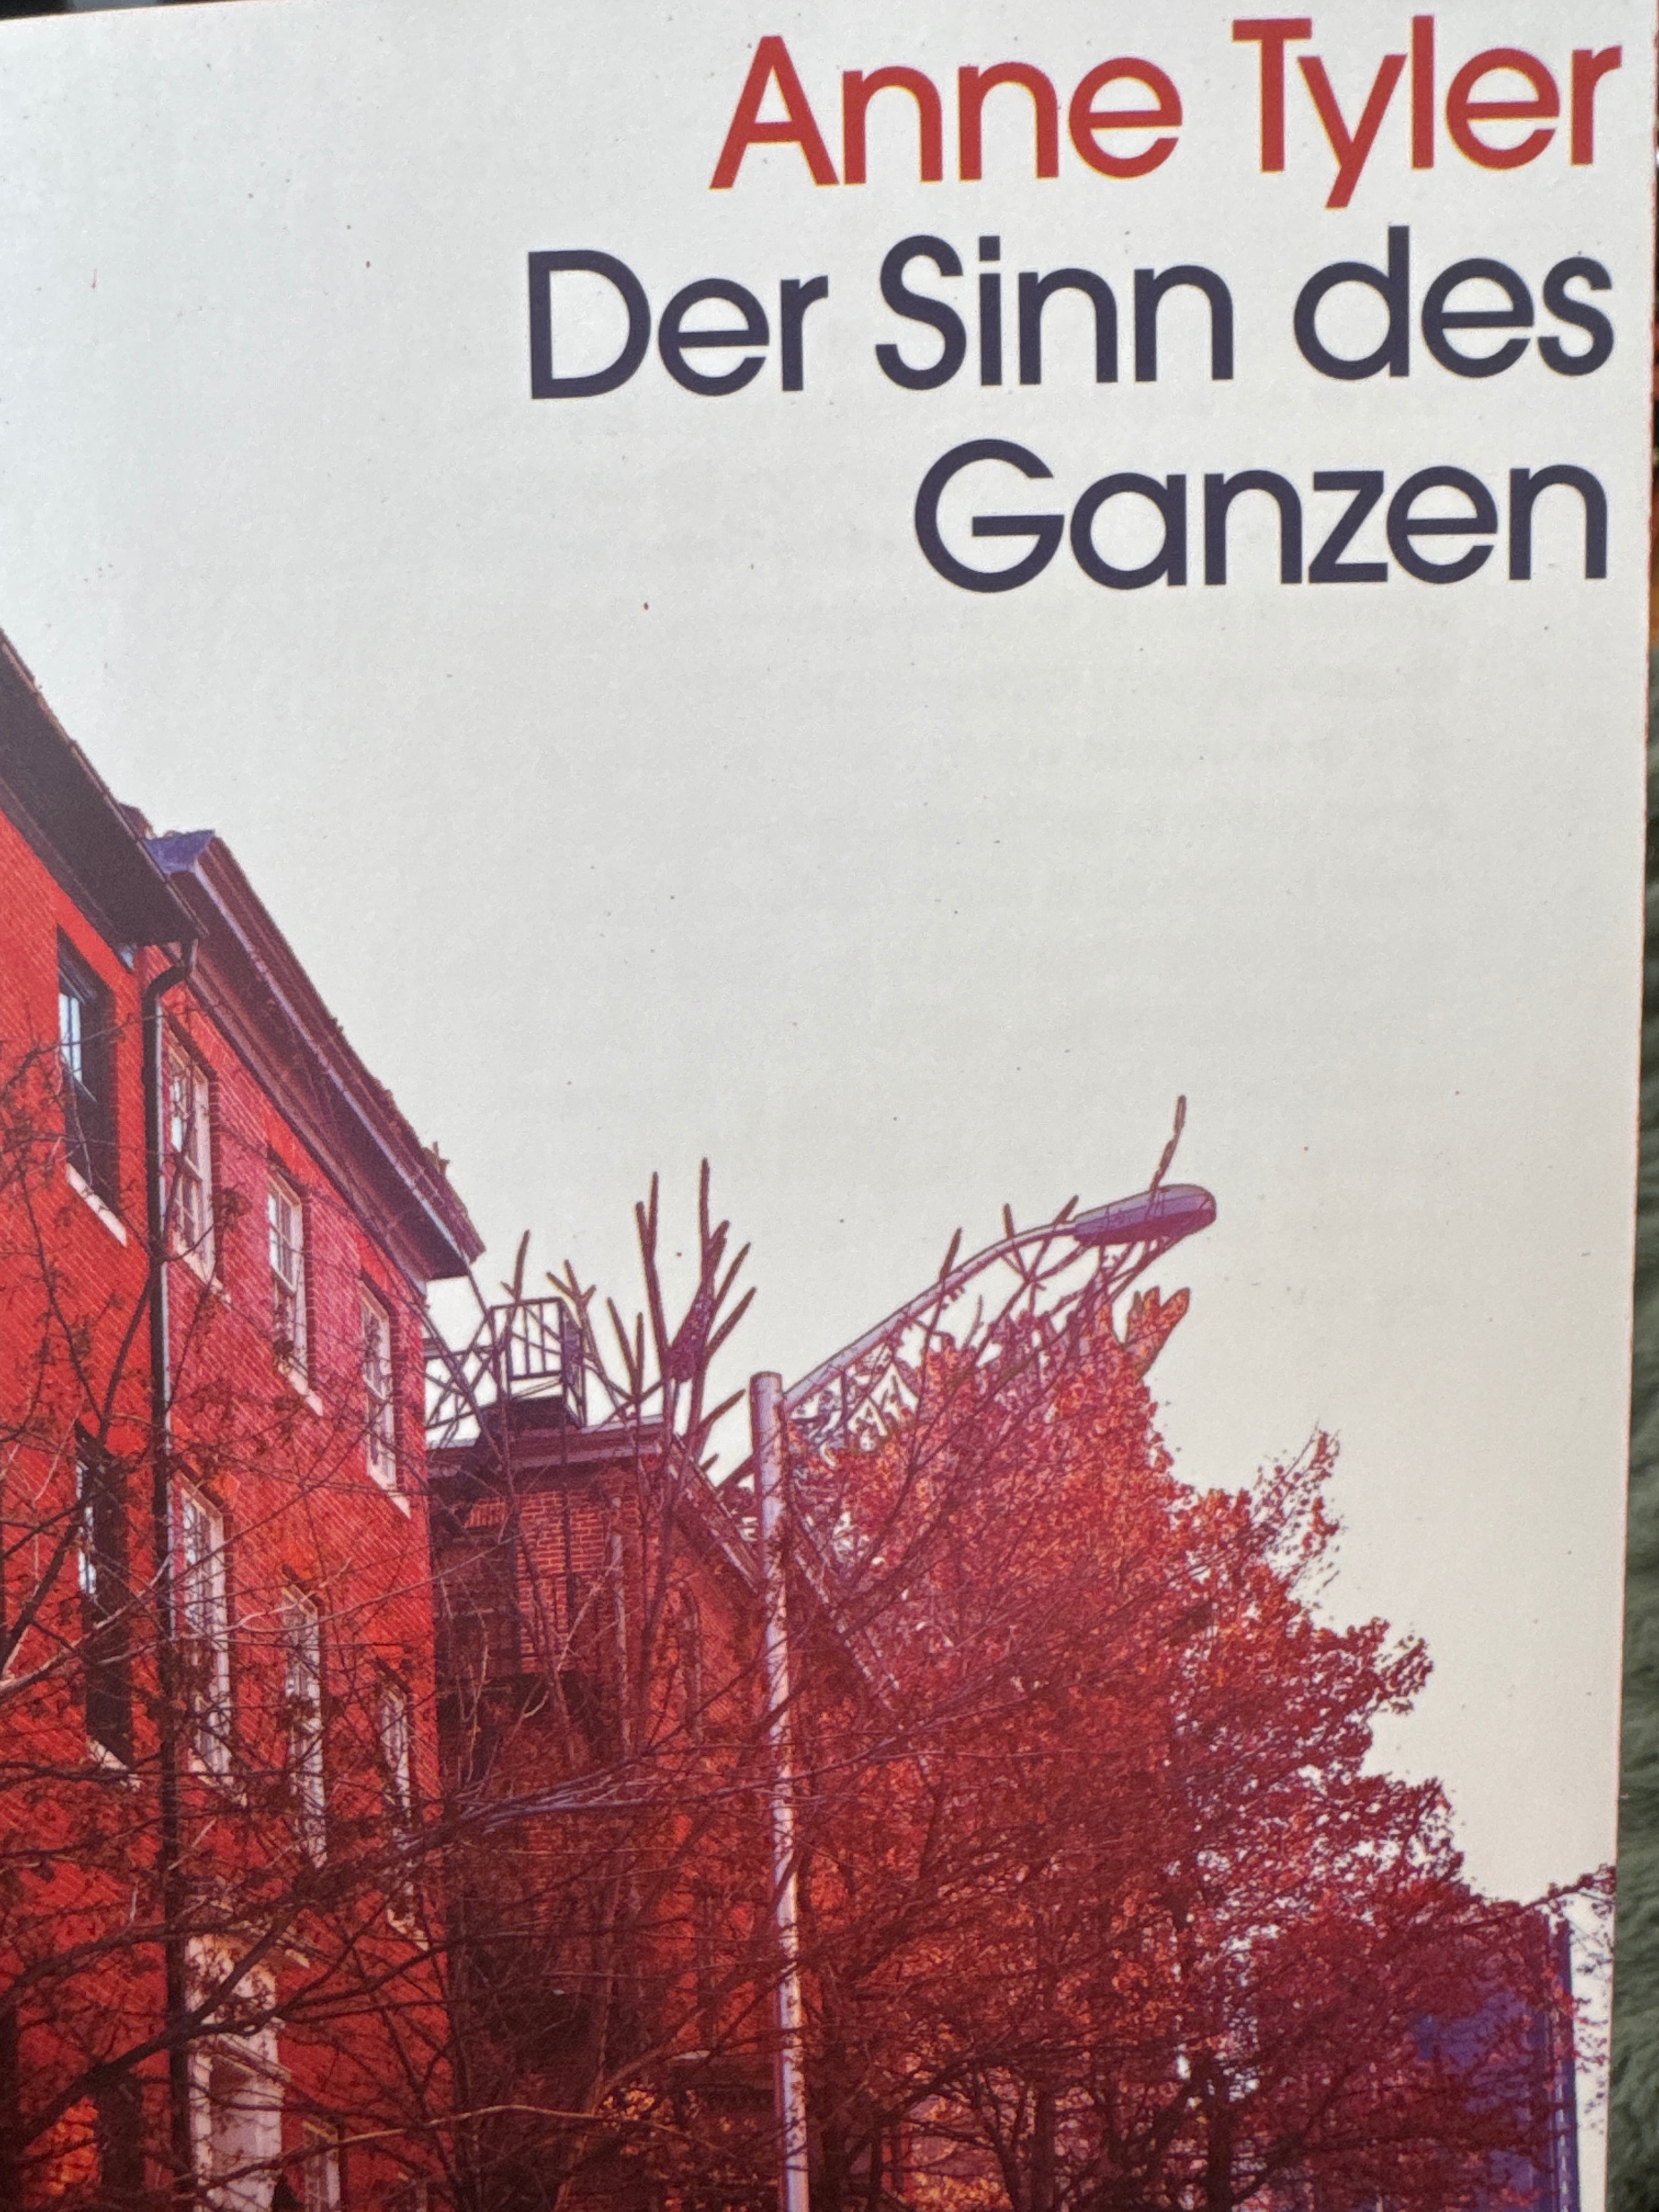 Anne Tyler
Der Sinn des
Ganzen